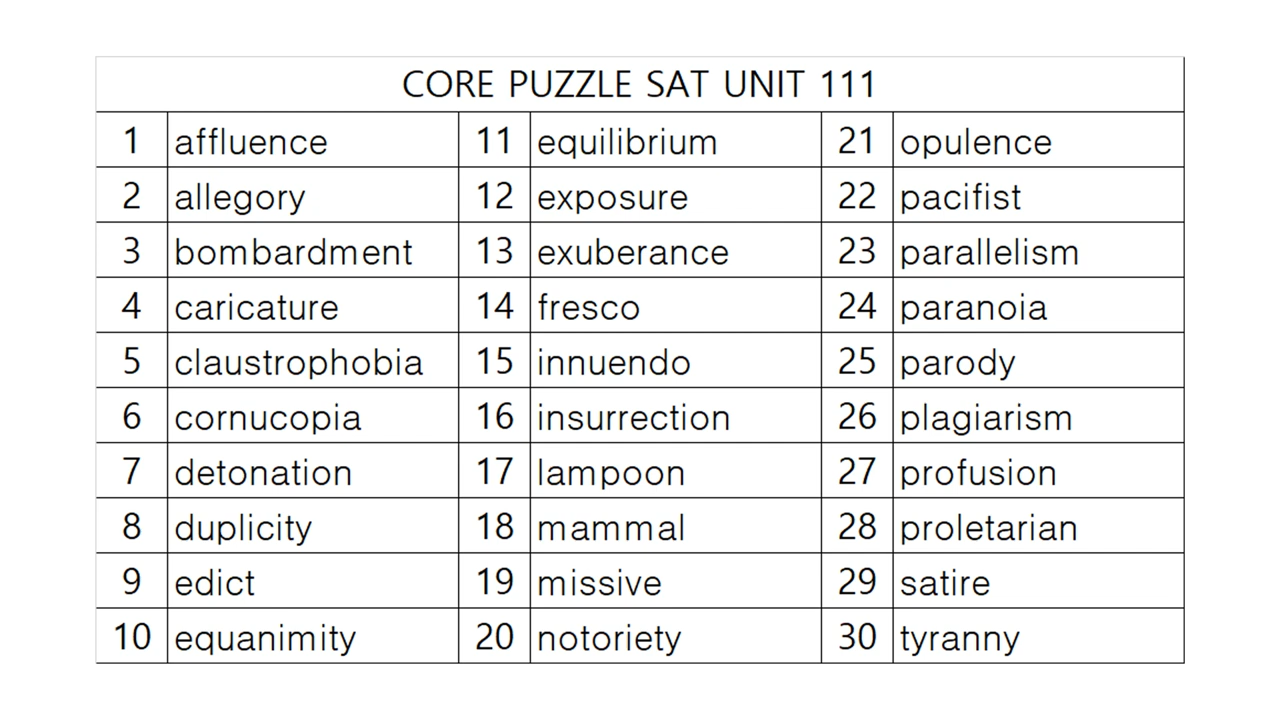 CORE PUZZLE SAT UNIT 111
1 affluence 11 equilibrium 21 opulence
2 allegory 12 exposure 22 pacifist
3 bombardment 13 exuberance 23 parallelism
4 caricature 14 fresco 24 paranoia
5 claustrophobia 15 innuendo 25 parody
6 cornucopia 16 insurrection 26 plagiarism
7 detonation 17 lampoon 27 profusion
8 duplicity 18 mammal 28 proletarian
9 edict 19 missive 29 satire
10 equanimity 20 notoriety 30 tyranny